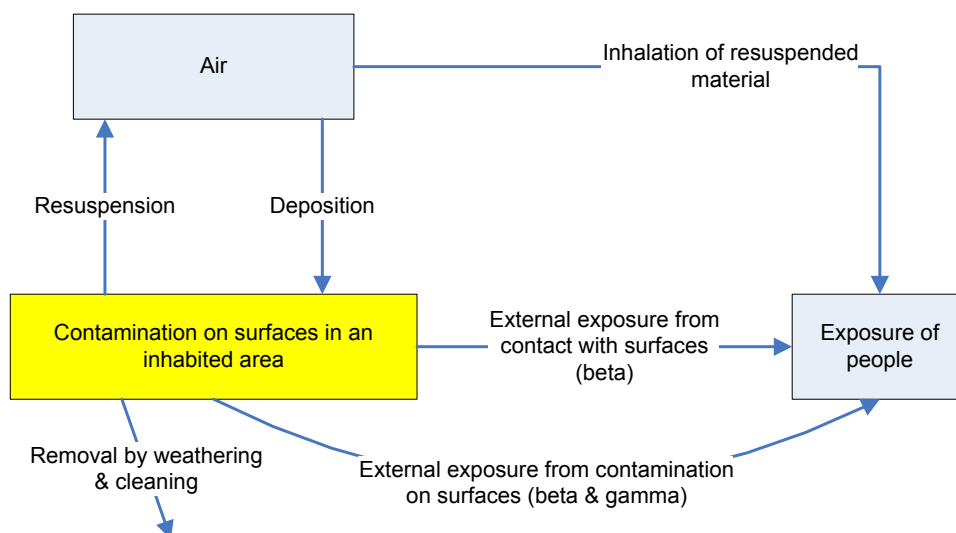 Air
Inhalation of resuspended
material
Resuspension
Deposition
Contamination on surfaces in an
inhabited area
External exposure from
contact with surfaces
(beta)
Exposure of
people
Removal by weathering
& cleaning
External exposure from contamination
on surfaces (beta & gamma)